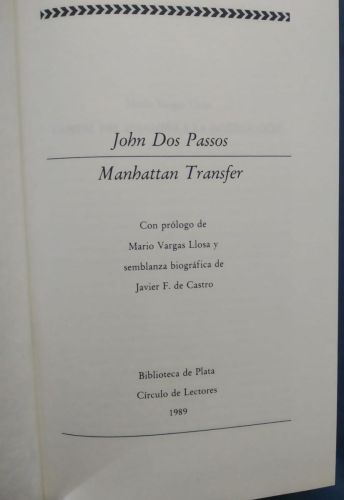 John Dos Passos
Manhattan Transfer
Con prólogo de
Mario Vargas Llosa y
semblanza biográfica de
Javier F. de Castro
Biblioteca de Plata
Círculo de Lectores
1989